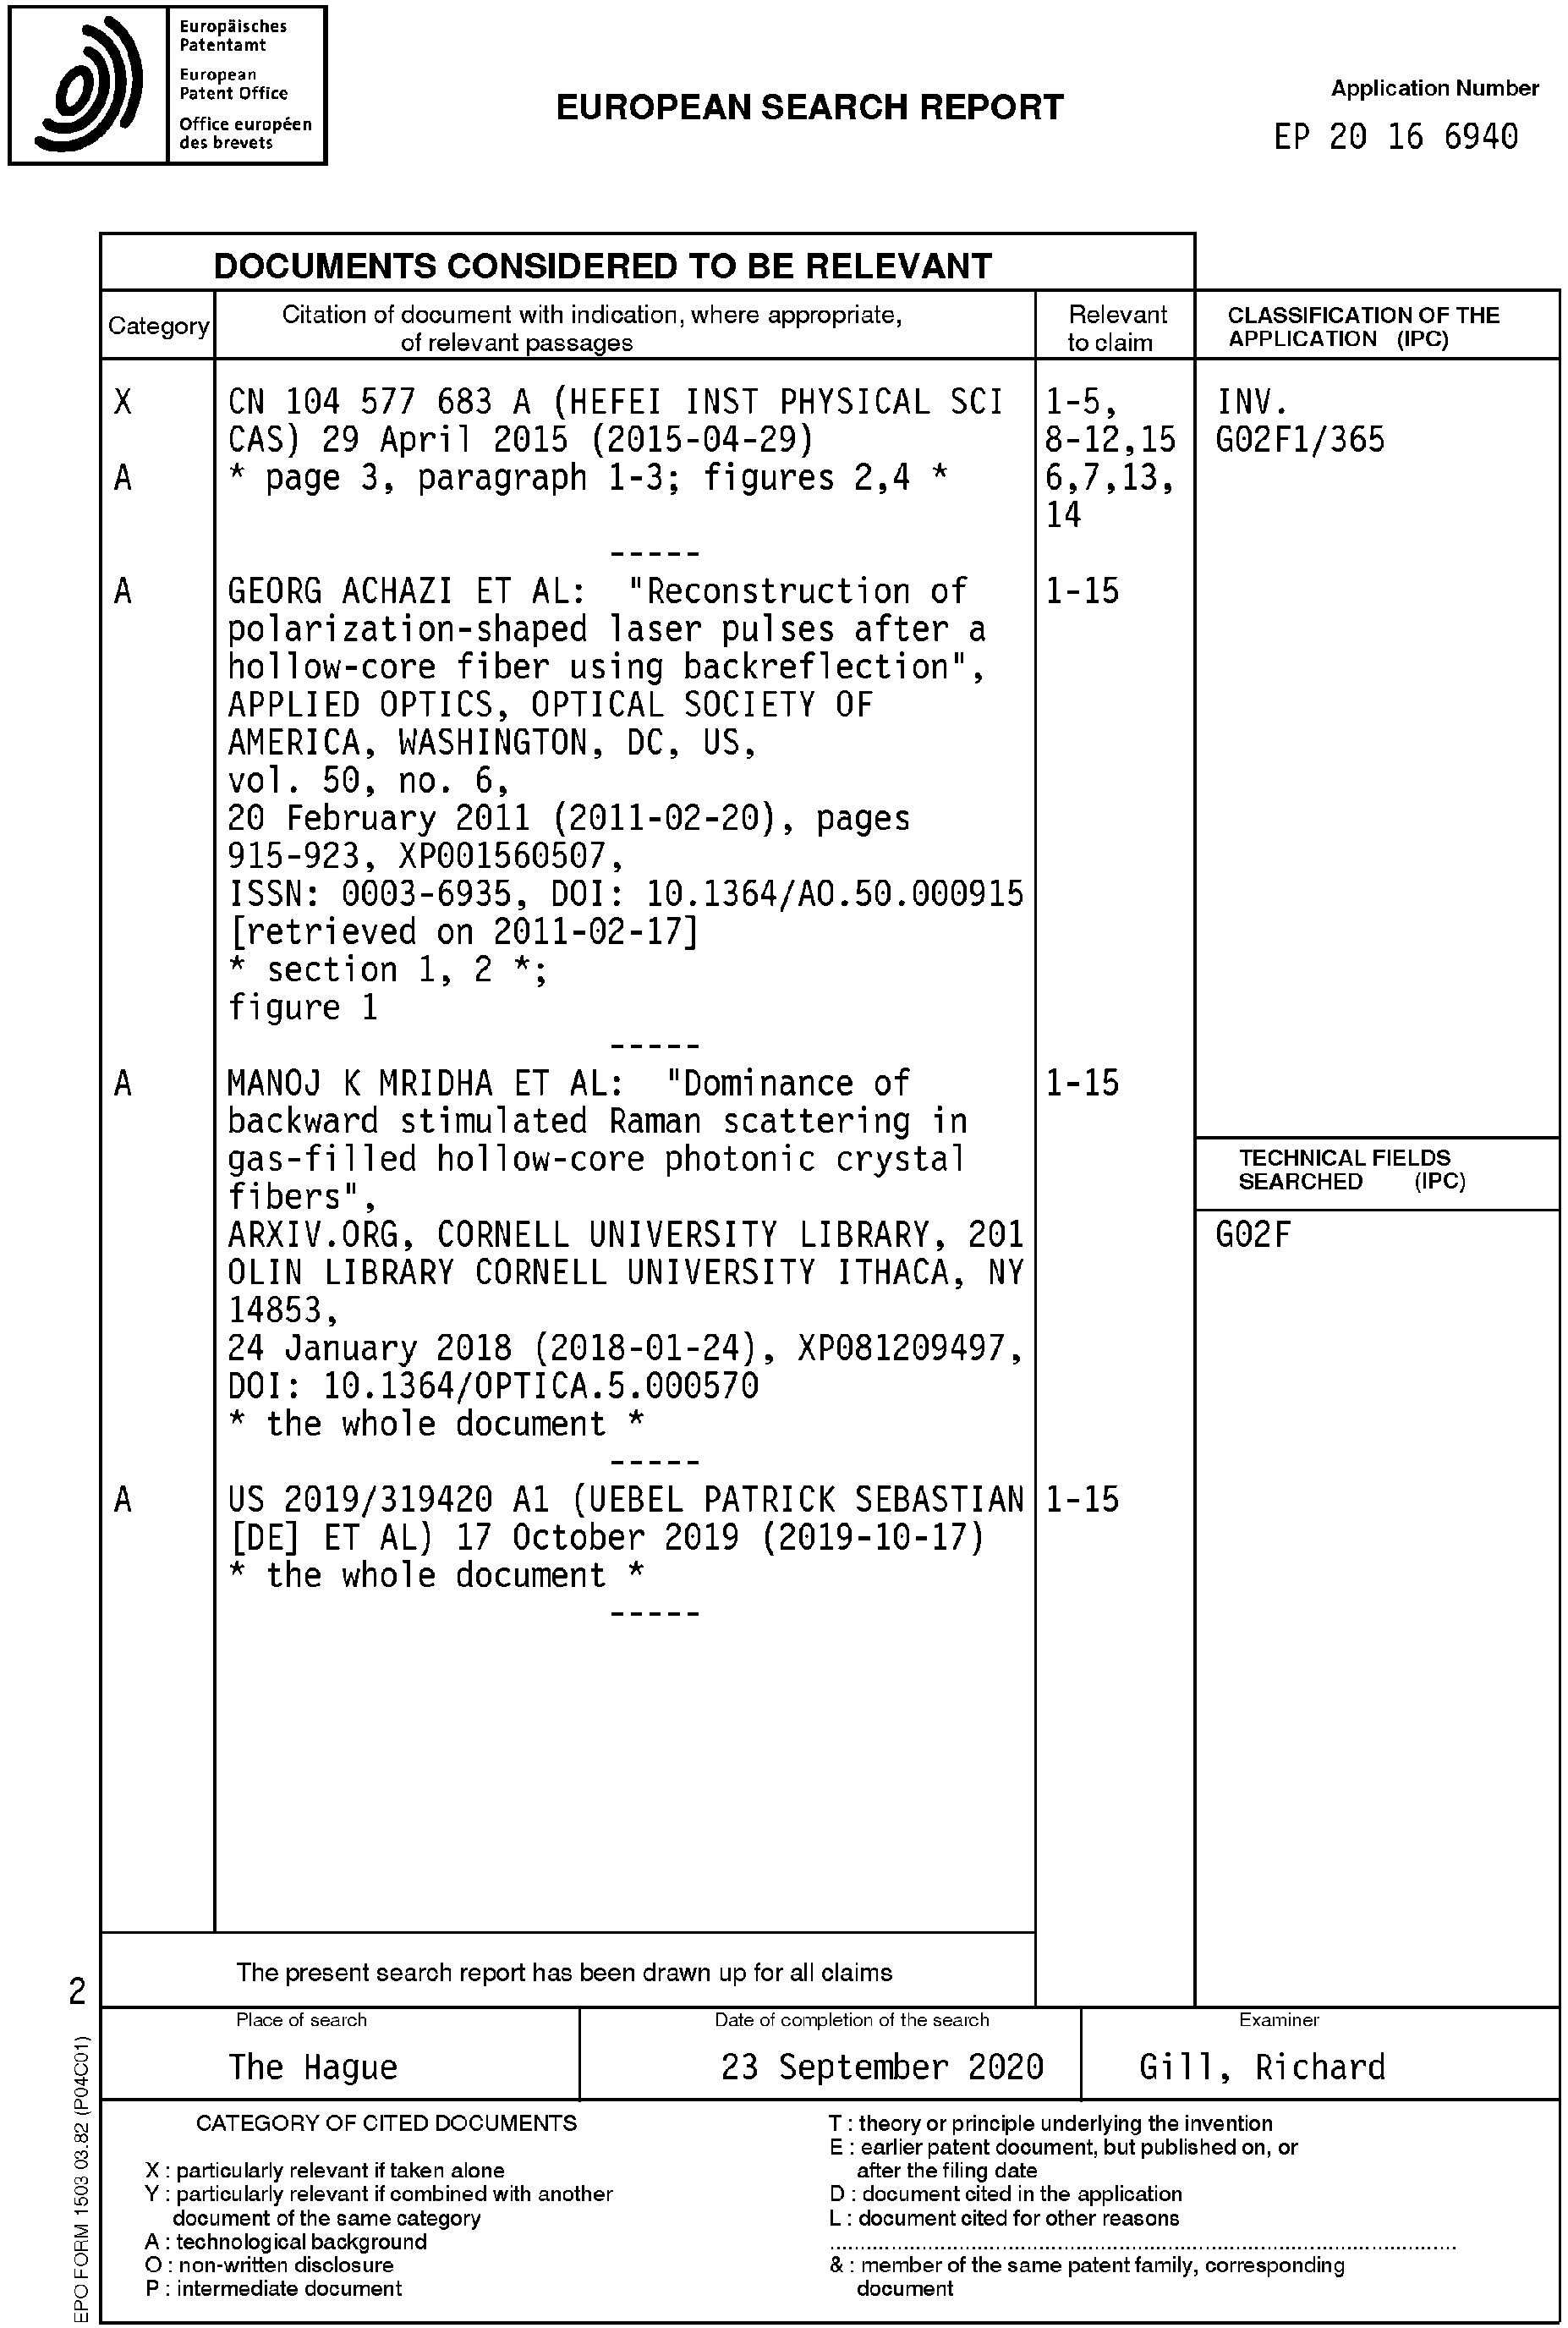 Europäisches
Patentamt
European
Patent Office
Office européen
des brevets
EUROPEAN SEARCH REPORT
Application Number
EP 20 16 6940
DOCUMENTS CONSIDERED TO BE RELEVANT
Category
Citation of document with indication, where appropriate,
of relevant passages
Relevant
to claim
CLASSIFICATION OF THE
APPLICATION (IPC)
X CN 104 577 683 A (HEFEI INST PHYSICAL SCI 1-5, INV.
CAS) 29 April 2015 (2015-04-29) 8-12,15 G02F1/365
A * page 3, paragraph 1-3; figures 2,4 * 6,7,13,
14
-----
A GEORG ACHAZI ET AL: "Reconstruction of 1-15
polarization-shaped laser pulses after a
hollow-core fiber using backreflection",
APPLIED OPTICS, OPTICAL SOCIETY OF
AMERICA, WASHINGTON, DC, US,
vol. 50, no. 6,
20 February 2011 (2011-02-20), pages
915-923, XP001560507,
ISSN: 0003-6935, DOI: 10.1364/AO.50.000915
[retrieved on 2011-02-17]
* section 1, 2 *;
figure 1
-----
A MANOJ K MRIDHA ET AL: "Dominance of 1-15
backward stimulated Raman scattering in
gas-filled hollow-core photonic crystal
fibers",
ARXIV.ORG, CORNELL UNIVERSITY LIBRARY, 201
OLIN LIBRARY CORNELL UNIVERSITY ITHACA, NY
14853,
24 January 2018 (2018-01-24), XP081209497,
DOI: 10.1364/OPTICA.5.000570
* the whole document *
-----
A US 2019/319420 A1 (UEBEL PATRICK SEBASTIAN 1-15
[DE] ET AL) 17 October 2019 (2019-10-17)
* the whole document *
-----
TECHNICAL FIELDS
SEARCHED (IPC)
G02F
The present search report has been drawn up for all claims
2
EPO FORM 1503 03.82 (P04C01)
Place of search
The Hague
Date of completion of the search
23 September 2020
Examiner
Gill, Richard
CATEGORY OF CITED DOCUMENTS
X : particularly relevant if taken alone
Y : particularly relevant if combined with another
document of the same category
A : technological background
O : non-written disclosure
P : intermediate document
T : theory or principle underlying the invention
E : earlier patent document, but published on, or
after the filing date
D : document cited in the application
L : document cited for other reasons
& : member of the same patent family, corresponding
document